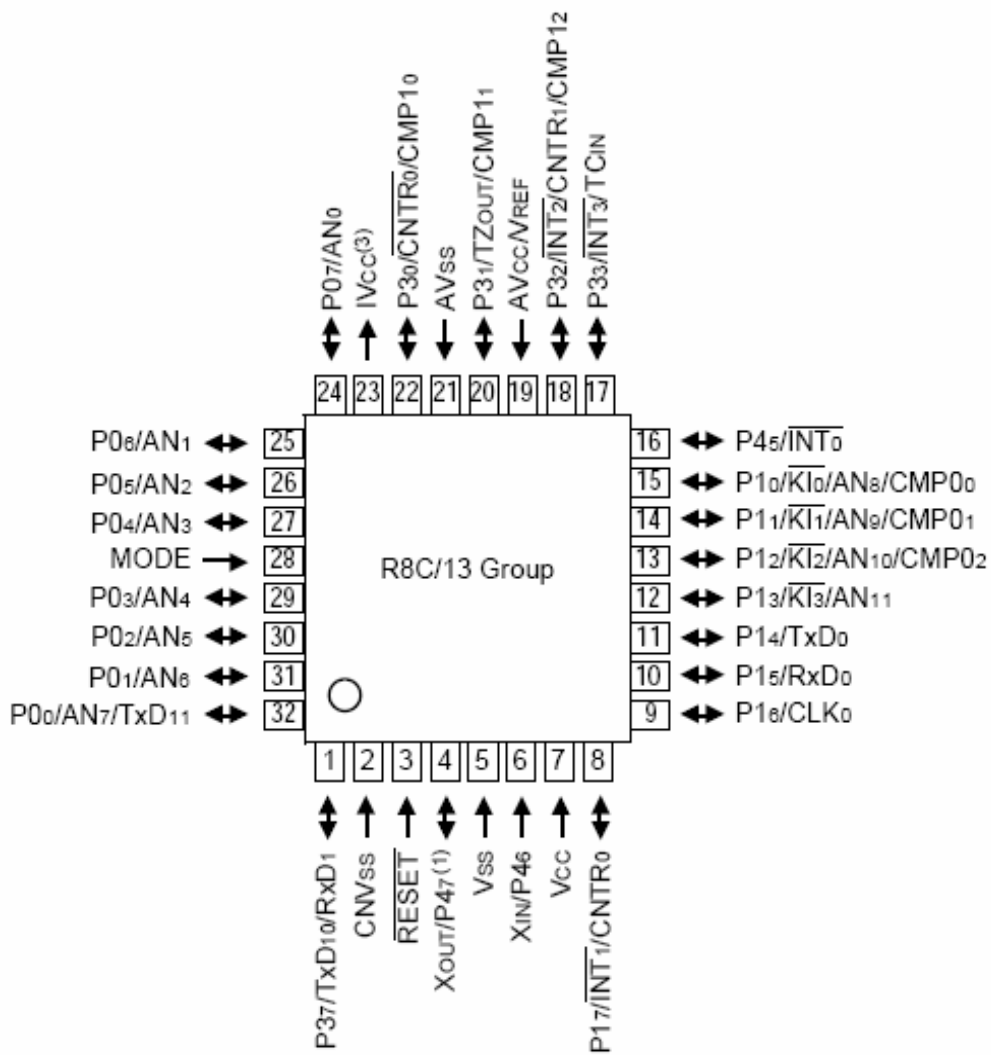 P07/AN0
IVCC(3)
P30/CNTR0/CMP10
AVSS
P31/TZOUT/CMP11
AVCC/VREF
P32/INT2/CNTR1/CMP12
P33/INT3/TCIN
24 23 22 21 20 19 18 17
P06/AN1 25
P05/AN2 26
P04/AN3 27
MODE 28
P03/AN4 29
P02/AN5 30
P01/AN6 31
P00/AN7/TxD11 32
R8C/13 Group
16 P45/INT0
15 P10/KI0/AN8/CMP00
14 P11/KI1/AN9/CMP01
13 P12/KI2/AN10/CMP02
12 P13/KI3/AN11
11 P14/TxD0
10 P15/RxD0
9 P16/CLK0
1 2 3 4 5 6 7 8
P37/TxD10/RxD1
CNVSS
RESET
XOUT/P47(1)
VSS
XIN/P46
VCC
P17/INT1/CNTR0